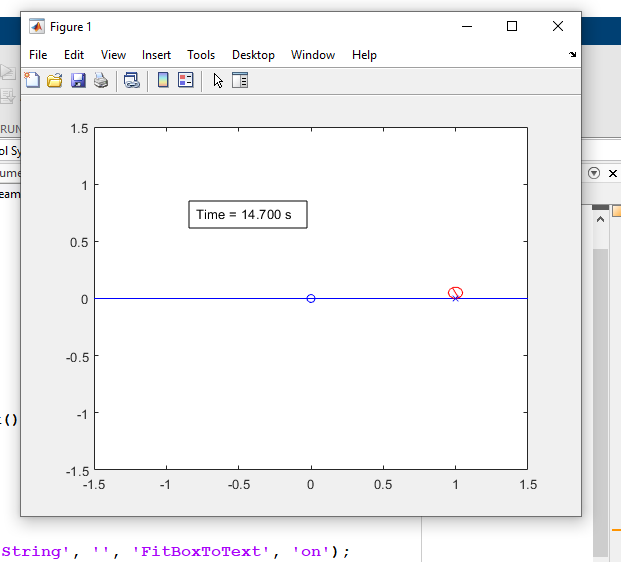 Figure 1
File Edit View Insert Tools Desktop Window Help
RUN
ol Sy
ume
eam
1.5
1
Time = 14.700 s
0.5
0
-0.5
-1
-1.5
-1.5 -1 -0.5 0 0.5 1 1.5
()
String', '', 'FitBoxToText', 'on');